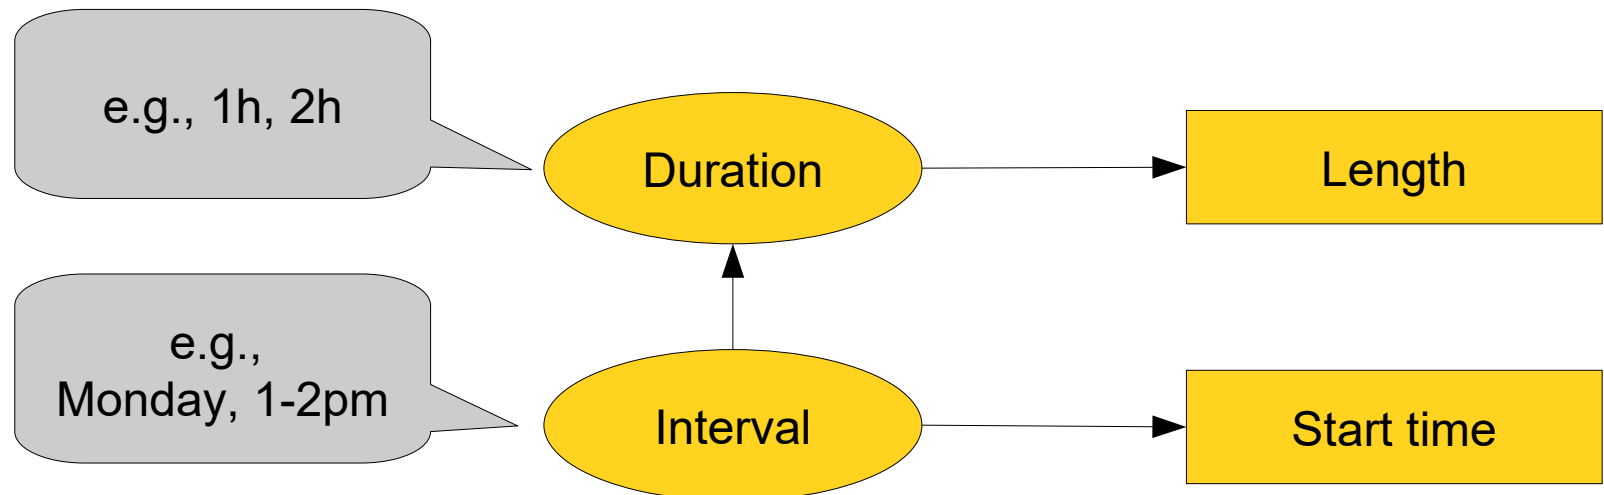 e.g., 1h, 2h
Duration
Length
e.g.,
Monday, 1-2pm
Interval
Start time